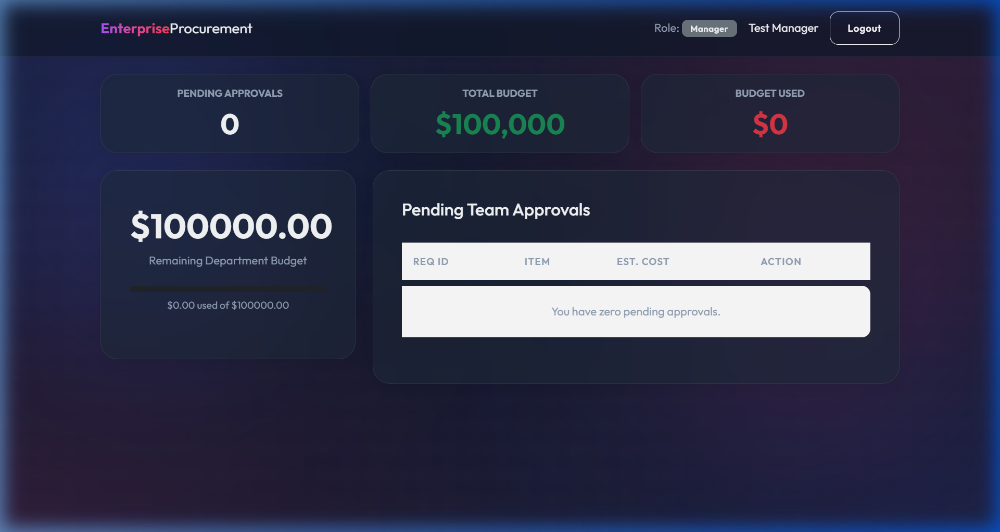 EnterpriseProcurement
Role: Manager Test Manager Logout
PENDING APPROVALS
0
TOTAL BUDGET
$100,000
BUDGET USED
$0
$100000.00
Remaining Department Budget
$0.00 used of $100000.00
Pending Team Approvals
REQ ID ITEM EST. COST ACTION
You have zero pending approvals.